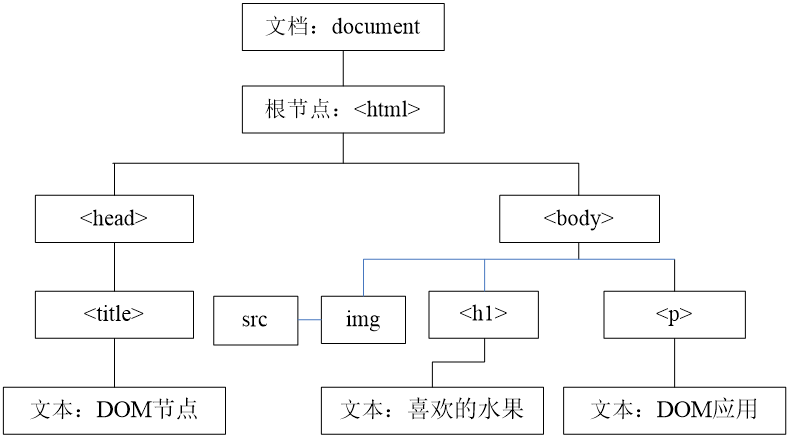 文档：document
根节点：<html>
<head>
<body>
<title>
src
img
<h1>
<p>
文本：DOM节点
文本：喜欢的水果
文本：DOM应用